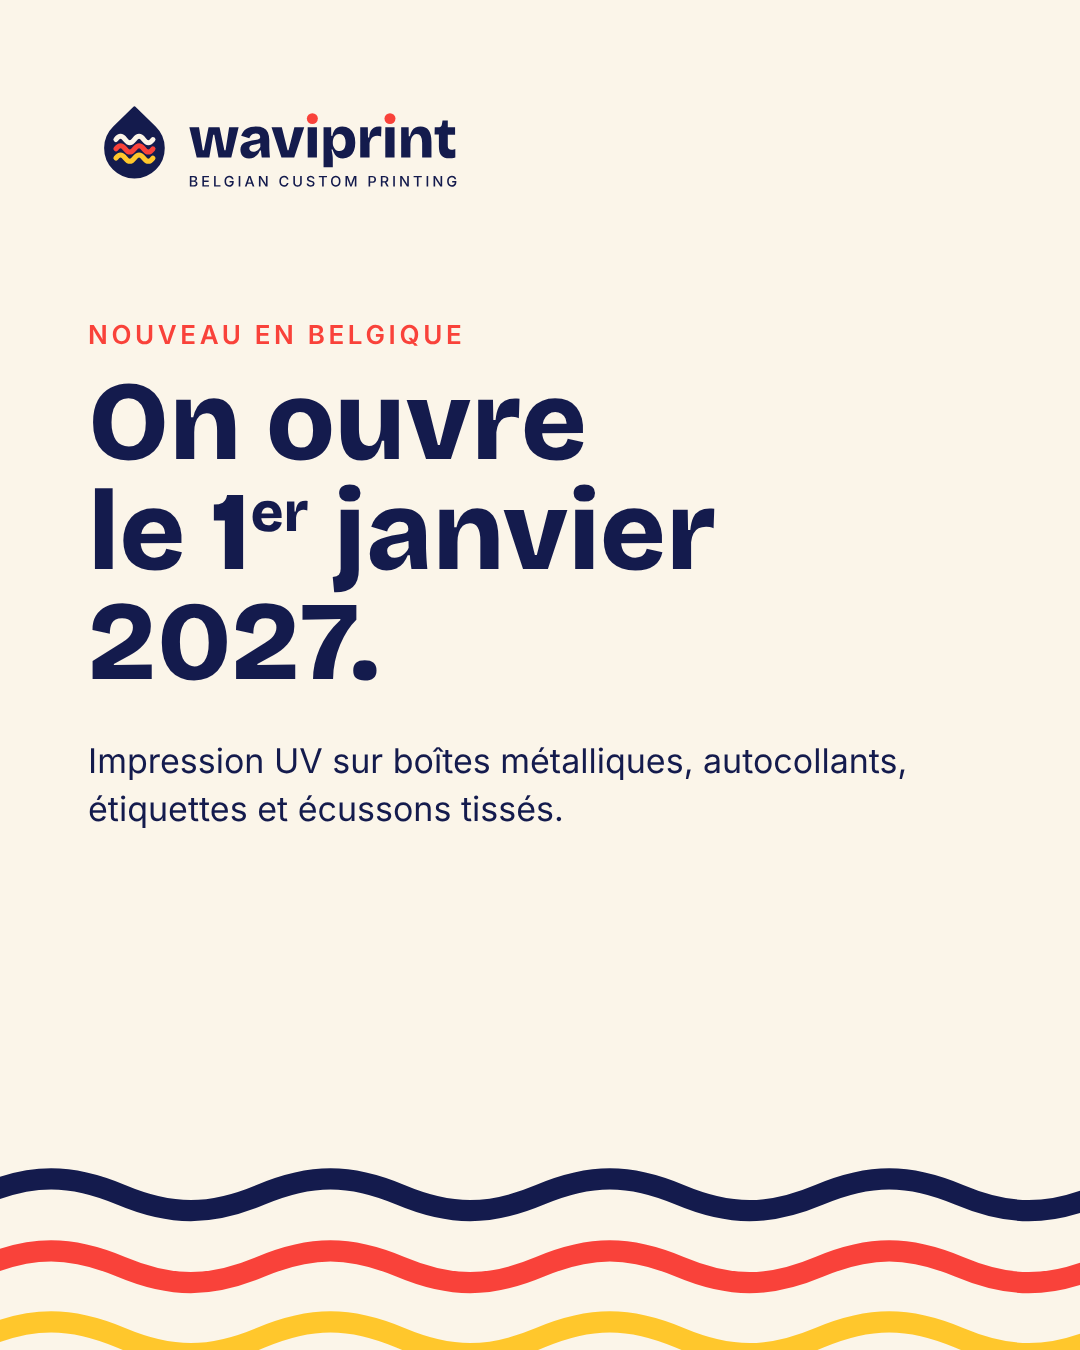 waviprint
BELGIAN CUSTOM PRINTING
NOUVEAU EN BELGIQUE
On ouvre
le 1er janvier
2027.
Impression UV sur boîtes métalliques, autocollants,
étiquettes et écussons tissés.